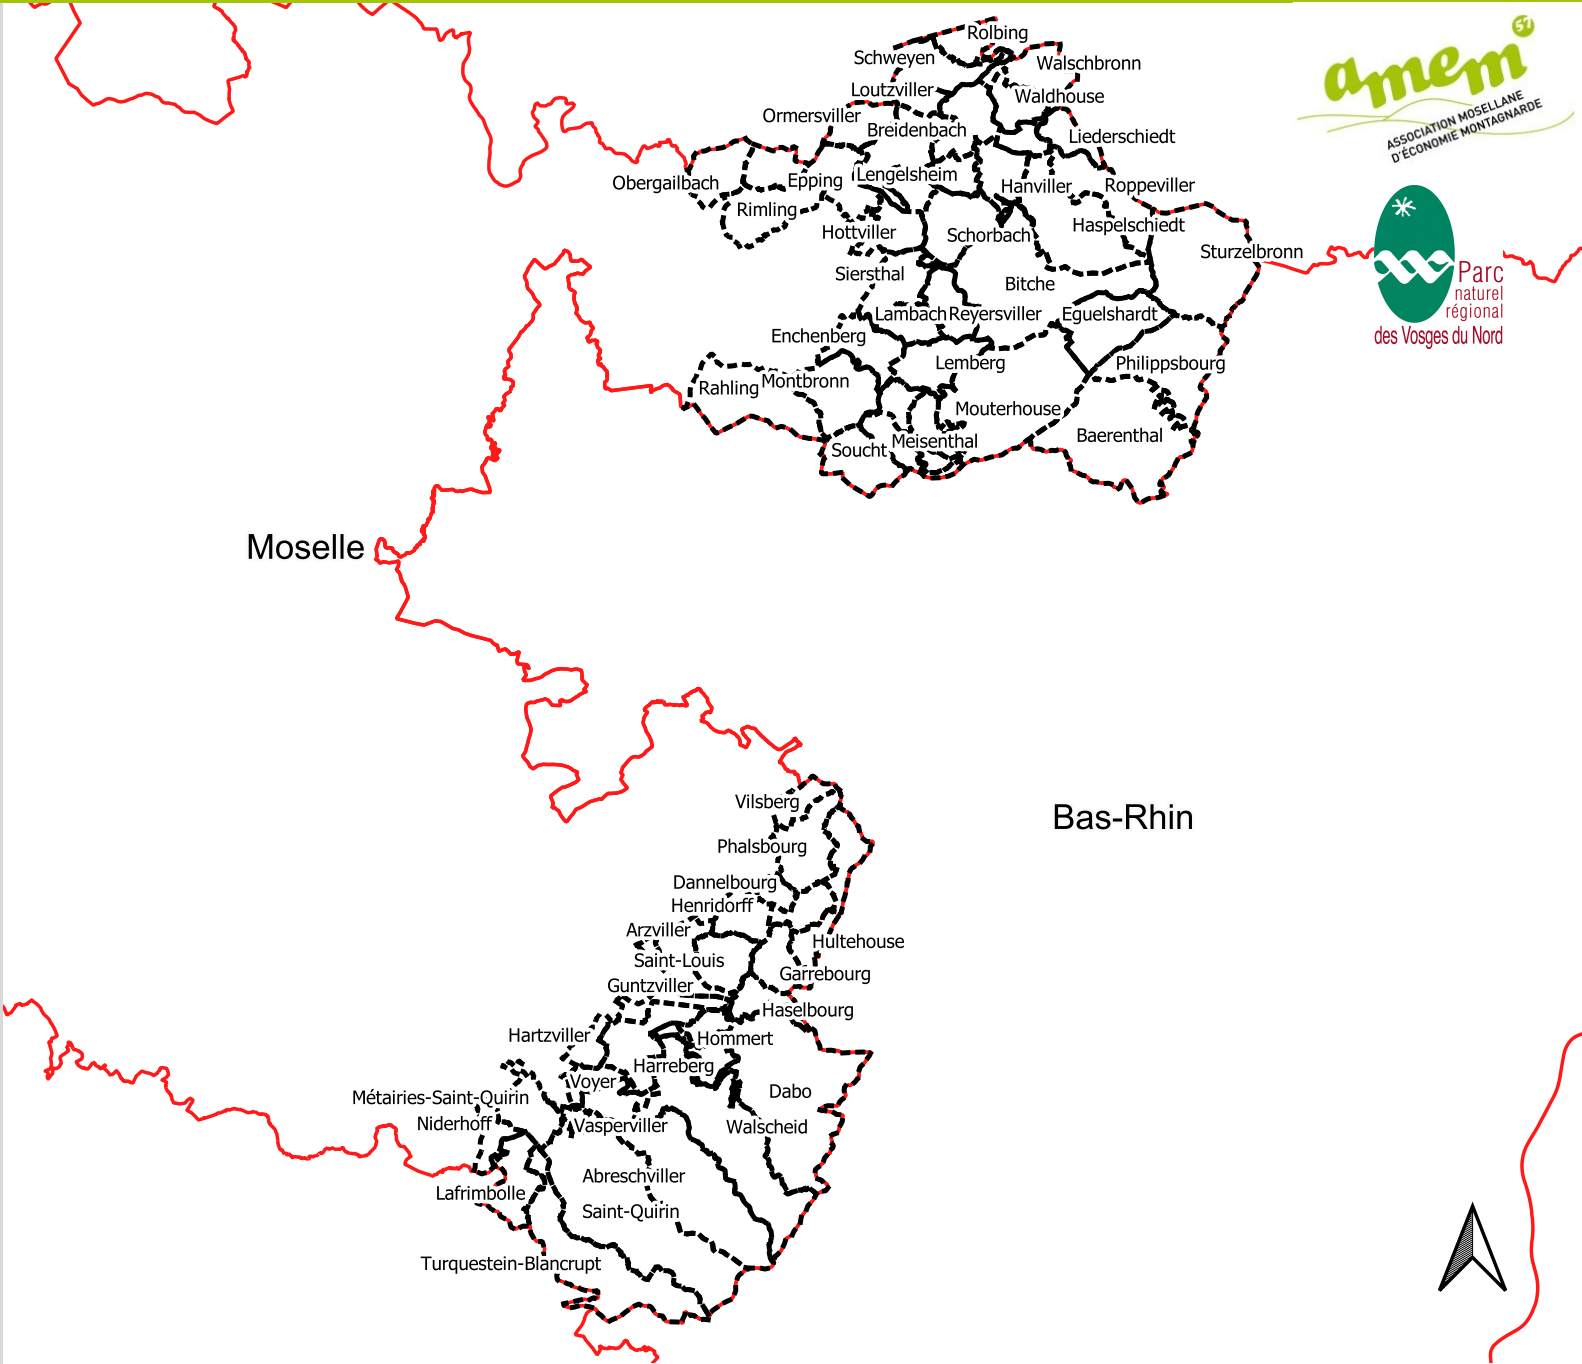 Rolbing
Schweyen
Walschbronn
Loutzviller
Waldhouse
Ormersviller
Breidenbach
Liederschiedt
Obergailbach
Epping
Lengelsheim
Hanviller
Roppeviller
Rimling
Hottviller
Schorbach
Haspelschiedt
Sturzelbronn
Siersthal
Bitche
Lambach
Reyersviller
Eguelshardt
Enchenberg
Lemberg
Philippsbourg
Rahling
Montbronn
Mouterhouse
Soucht
Meisenthal
Baerenthal
amem
57
ASSOCIATION MOSELLANE
D'ÉCONOMIE MONTAGNARDE
Parc
naturel
régional
des Vosges du Nord
Moselle
Bas-Rhin
Vilsberg
Phalsbourg
Dannelbourg
Henridorff
Arzviller
Hultehouse
Saint-Louis
Garrebourg
Guntzviller
Haselbourg
Hartzviller
Hommert
Harreberg
Voyer
Dabo
Métairies-Saint-Quirin
Niderhoff
Vasperviller
Walscheid
Abreschviller
Lafrimbolle
Saint-Quirin
Turquestein-Blancrupt